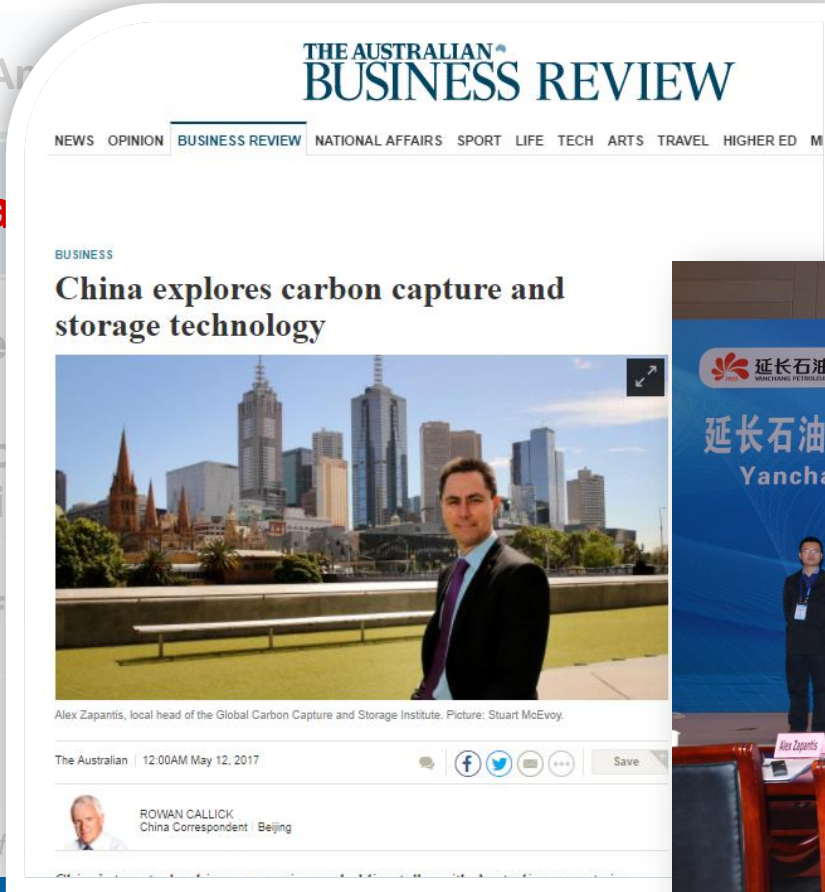 THE AUSTRALIAN
BUSINESS REVIEW
NEWS OPINION BUSINESS REVIEW NATIONAL AFFAIRS SPORT LIFE TECH ARTS TRAVEL HIGHER ED
BUSINESS
China explores carbon capture and
storage technology
Alex Zapantis, local head of the Global Carbon Capture and Storage Institute. Picture: Stuart McEvoy.
The Australian 12:00AM May 12, 2017
Save
ROWAN CALLICK
China Correspondent Beijing
延长石油
YANCHANG PETROLEUM
延长石油
Yancha
Alex Zapantis